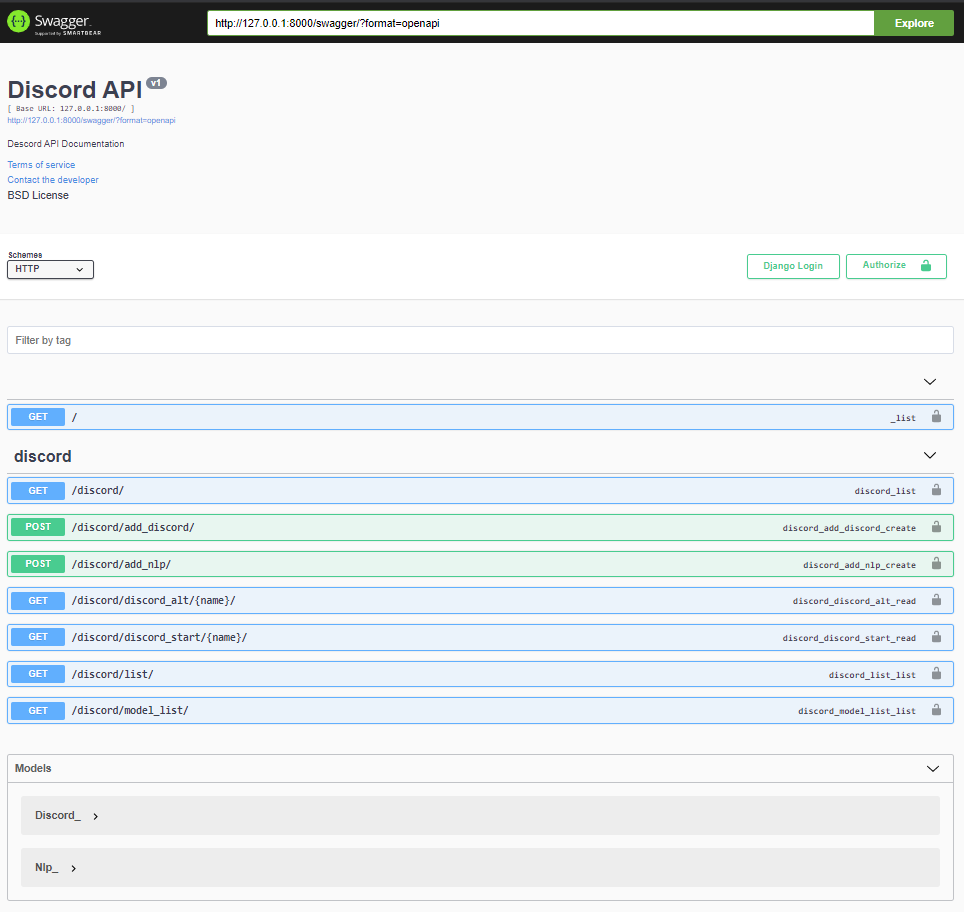 Swagger.
Supported by SMARTBEAR
http://127.0.0.1:8000/swagger/?format=openapi
Explore
Discord API v1
[ Base URL: 127.0.0.1:8000/ ]
http://127.0.0.1:8000/swagger/?format=openapi
Descord API Documentation
Terms of service
Contact the developer
BSD License
Schemes
HTTP
Django Login
Authorize
Filter by tag
GET / _list
discord
GET /discord/ discord_list
POST /discord/add_discord/ discord_add_discord_create
POST /discord/add_nlp/ discord_add_nlp_create
GET /discord/discord_alt/{name}/ discord_discord_alt_read
GET /discord/discord_start/{name}/ discord_discord_start_read
GET /discord/list/ discord_list_list
GET /discord/model_list/ discord_model_list_list
Models
Discord_
Nlp_